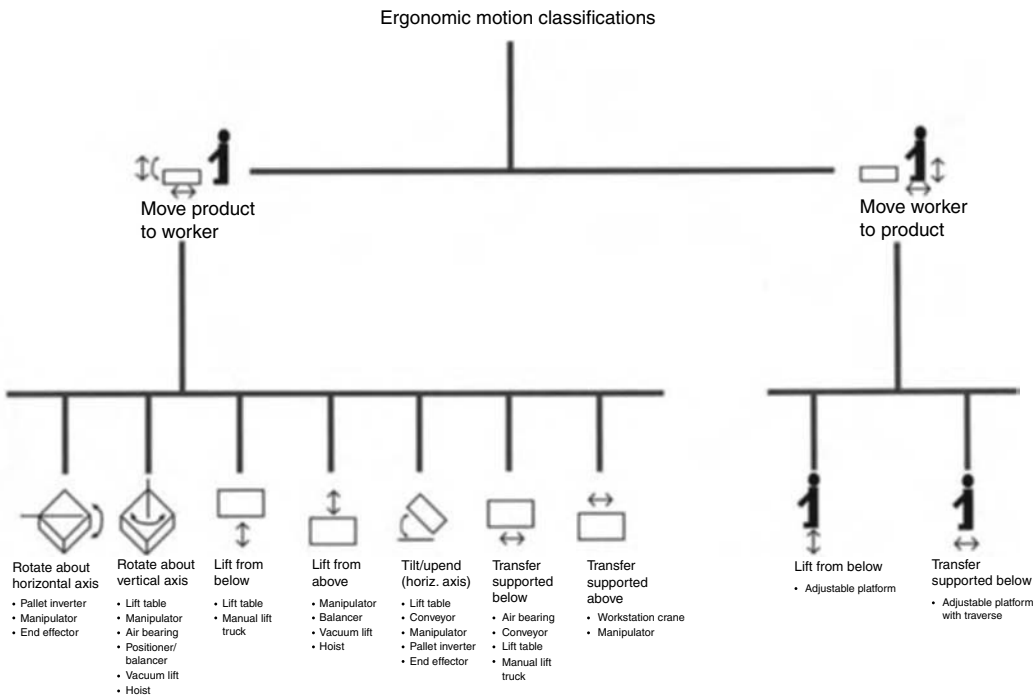 Ergonomic motion classifications
Move product
to worker
Move worker
to product
Rotate about
horizontal axis
• Pallet inverter
• Manipulator
• End effector
Rotate about
vertical axis
• Lift table
• Manipulator
• Air bearing
• Positioner/
balancer
• Vacuum lift
• Hoist
Lift from
below
• Lift table
• Manual lift
truck
Lift from
above
• Manipulator
• Balancer
• Vacuum lift
• Hoist
Tilt/upend
(horiz. axis)
• Lift table
• Conveyor
• Manipulator
• Pallet inverter
• End effector
Transfer
supported
below
• Air bearing
• Conveyor
• Lift table
• Manual lift
truck
Transfer
supported
above
• Workstation crane
• Manipulator
Lift from below
• Adjustable platform
Transfer
supported below
• Adjustable platform
with traverse